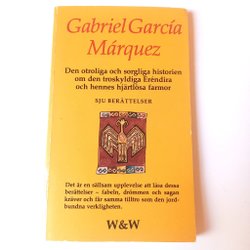 Gabriel García
Márquez
Den otroliga och sorgliga historien
om den troskyldiga Eréndira
och hennes hjärtlösa farmor
SJU BERÄTTELSER
Det är en sällsam upplevelse att läsa dessa
berättelser – fabeln, drömmen och sagan
kräver och får samma tilltro som den jord-
bundna verkligheten.
W&W